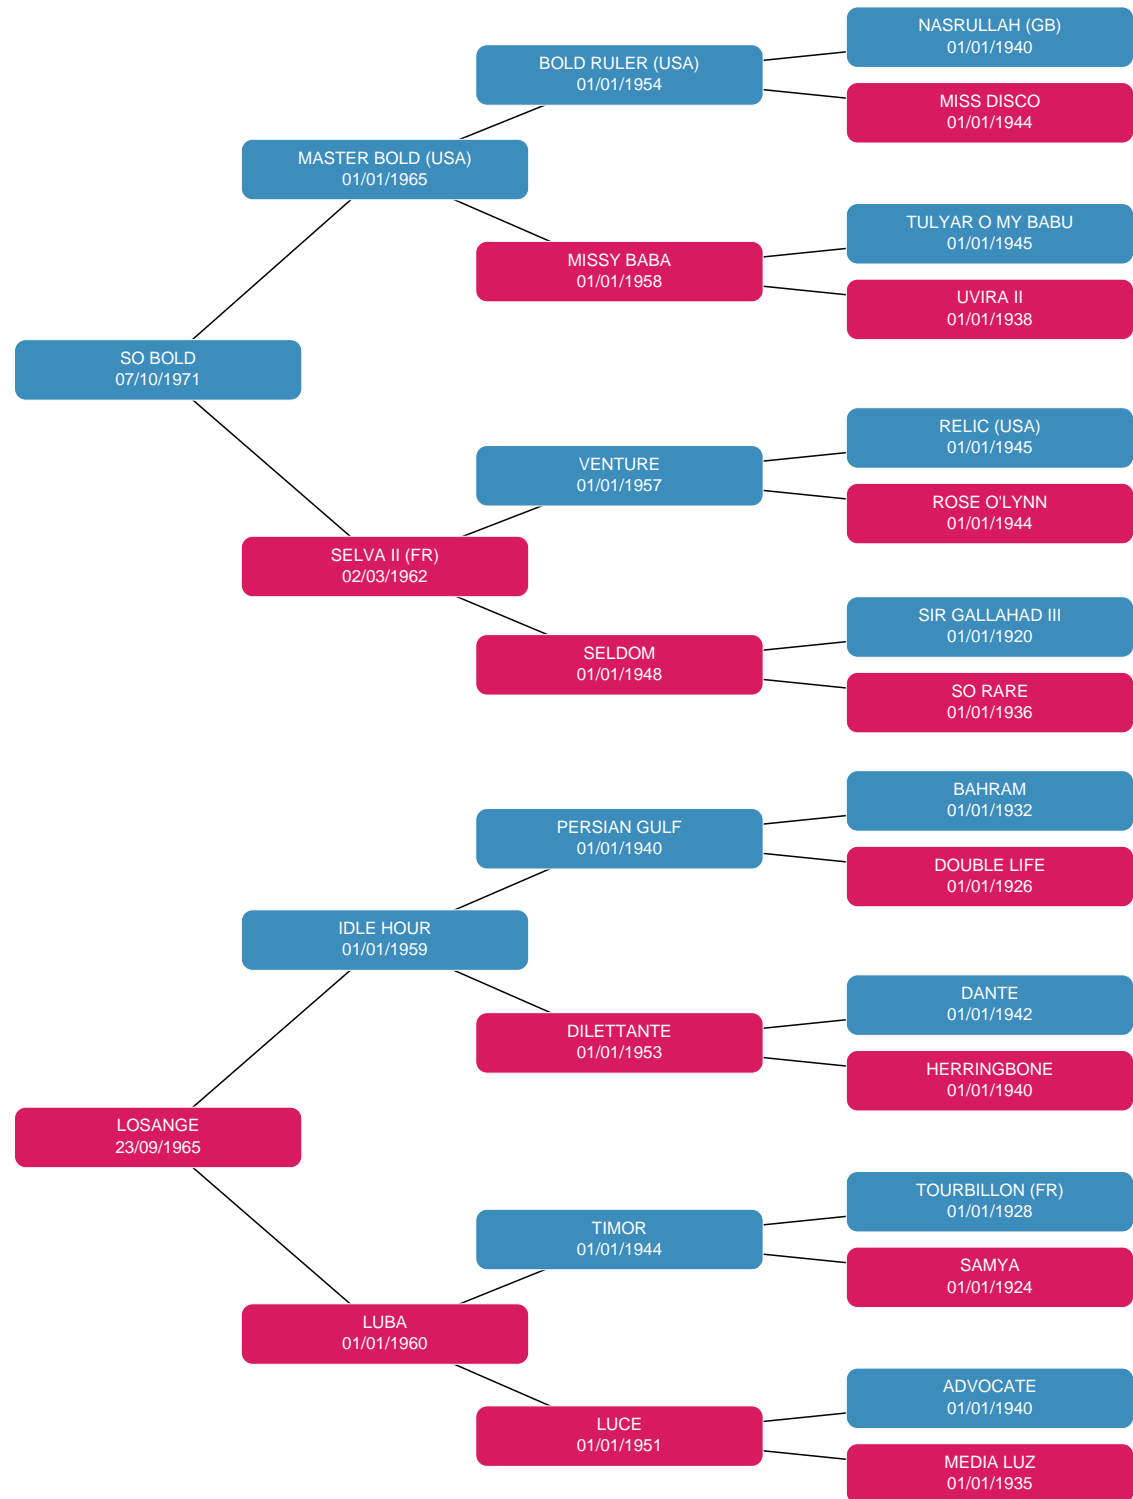 NASRULLAH (GB)
01/01/1940
BOLD RULER (USA)
01/01/1954
MISS DISCO
01/01/1944
MASTER BOLD (USA)
01/01/1965
TULYAR O MY BABU
01/01/1945
MISSY BABA
01/01/1958
UVIRA II
01/01/1938
SO BOLD
07/10/1971
RELIC (USA)
01/01/1945
VENTURE
01/01/1957
ROSE O'LYNN
01/01/1944
SELVA II (FR)
02/03/1962
SIR GALLAHAD III
01/01/1920
SELDOM
01/01/1948
SO RARE
01/01/1936
BAHRAM
01/01/1932
PERSIAN GULF
01/01/1940
DOUBLE LIFE
01/01/1926
IDLE HOUR
01/01/1959
DANTE
01/01/1942
DILETTANTE
01/01/1953
HERRINGBONE
01/01/1940
LOSANGE
23/09/1965
TOURBILLON (FR)
01/01/1928
TIMOR
01/01/1944
SAMYA
01/01/1924
LUBA
01/01/1960
ADVOCATE
01/01/1940
LUCE
01/01/1951
MEDIA LUZ
01/01/1935